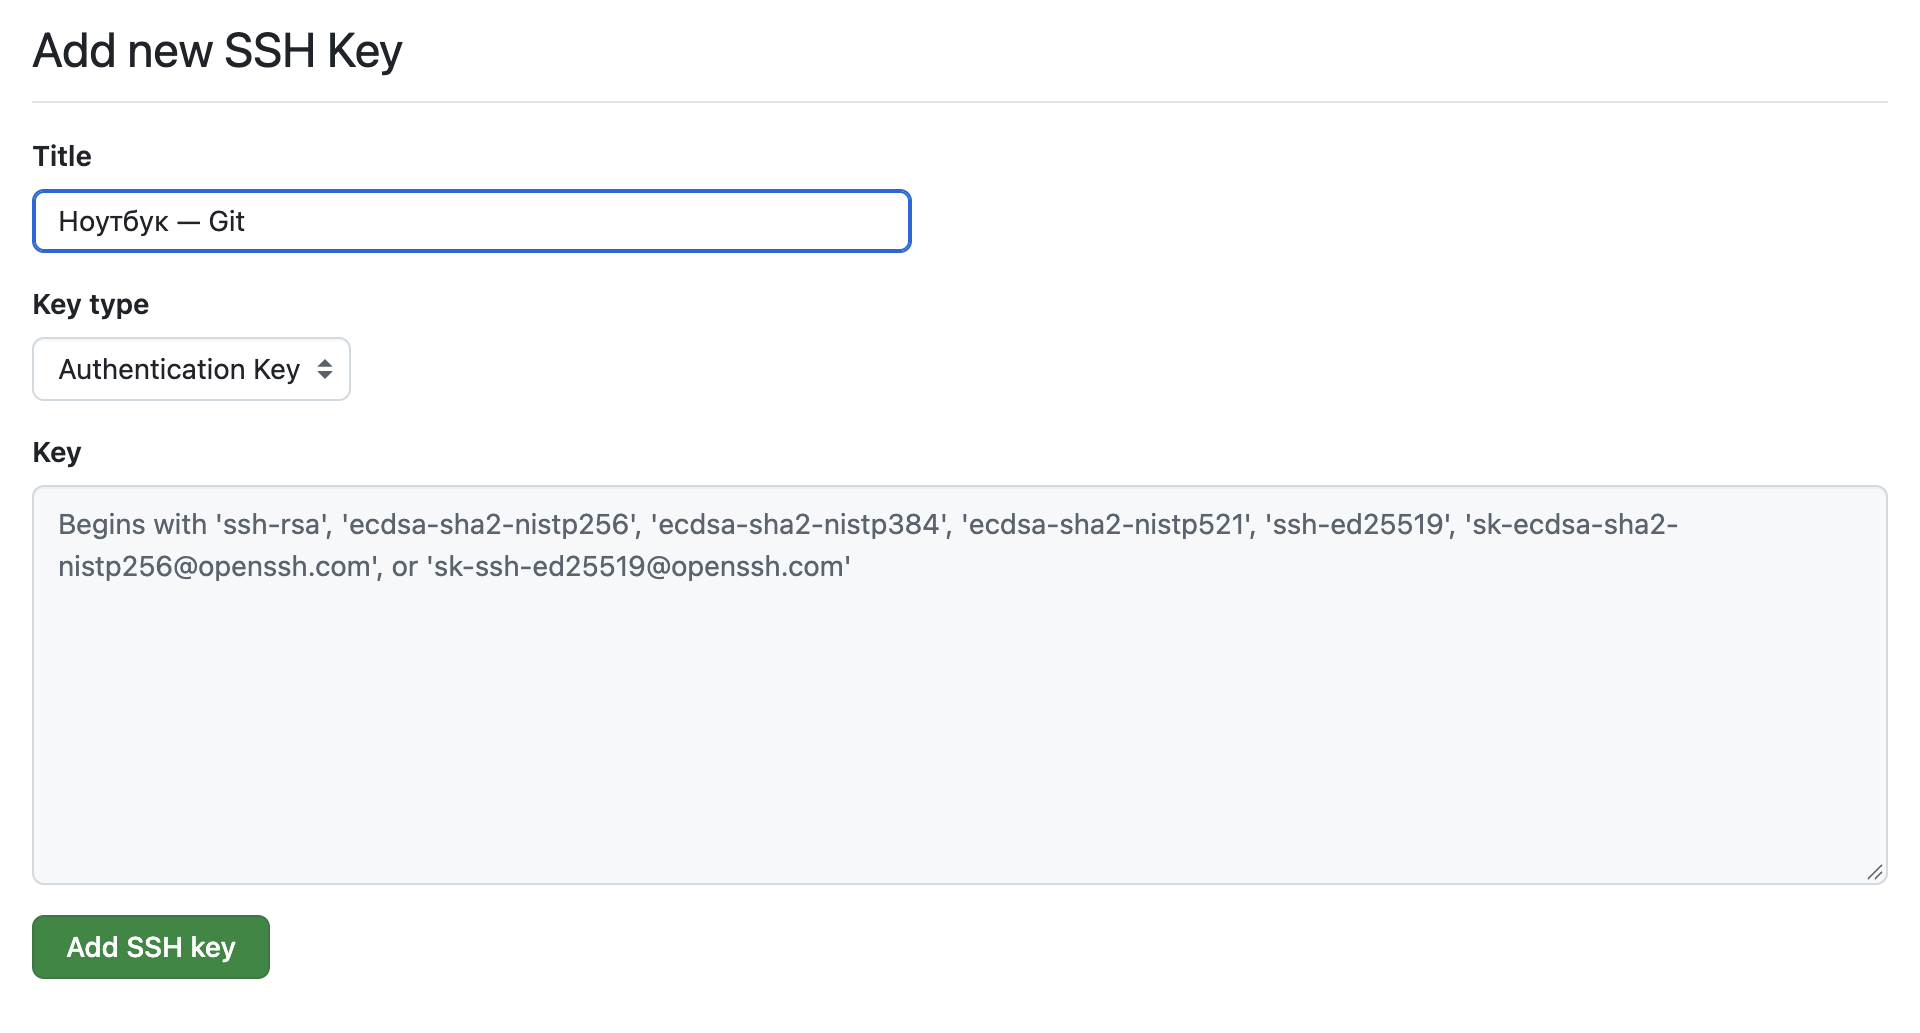 Add new SSH Key
Title
Ноутбук — Git
Key type
Authentication Key
Key
Begins with 'ssh-rsa', 'ecdsa-sha2-nistp256', 'ecdsa-sha2-nistp384', 'ecdsa-sha2-nistp521', 'ssh-ed25519', 'sk-ecdsa-sha2-
nistp256@openssh.com', or 'sk-ssh-ed25519@openssh.com'
Add SSH key